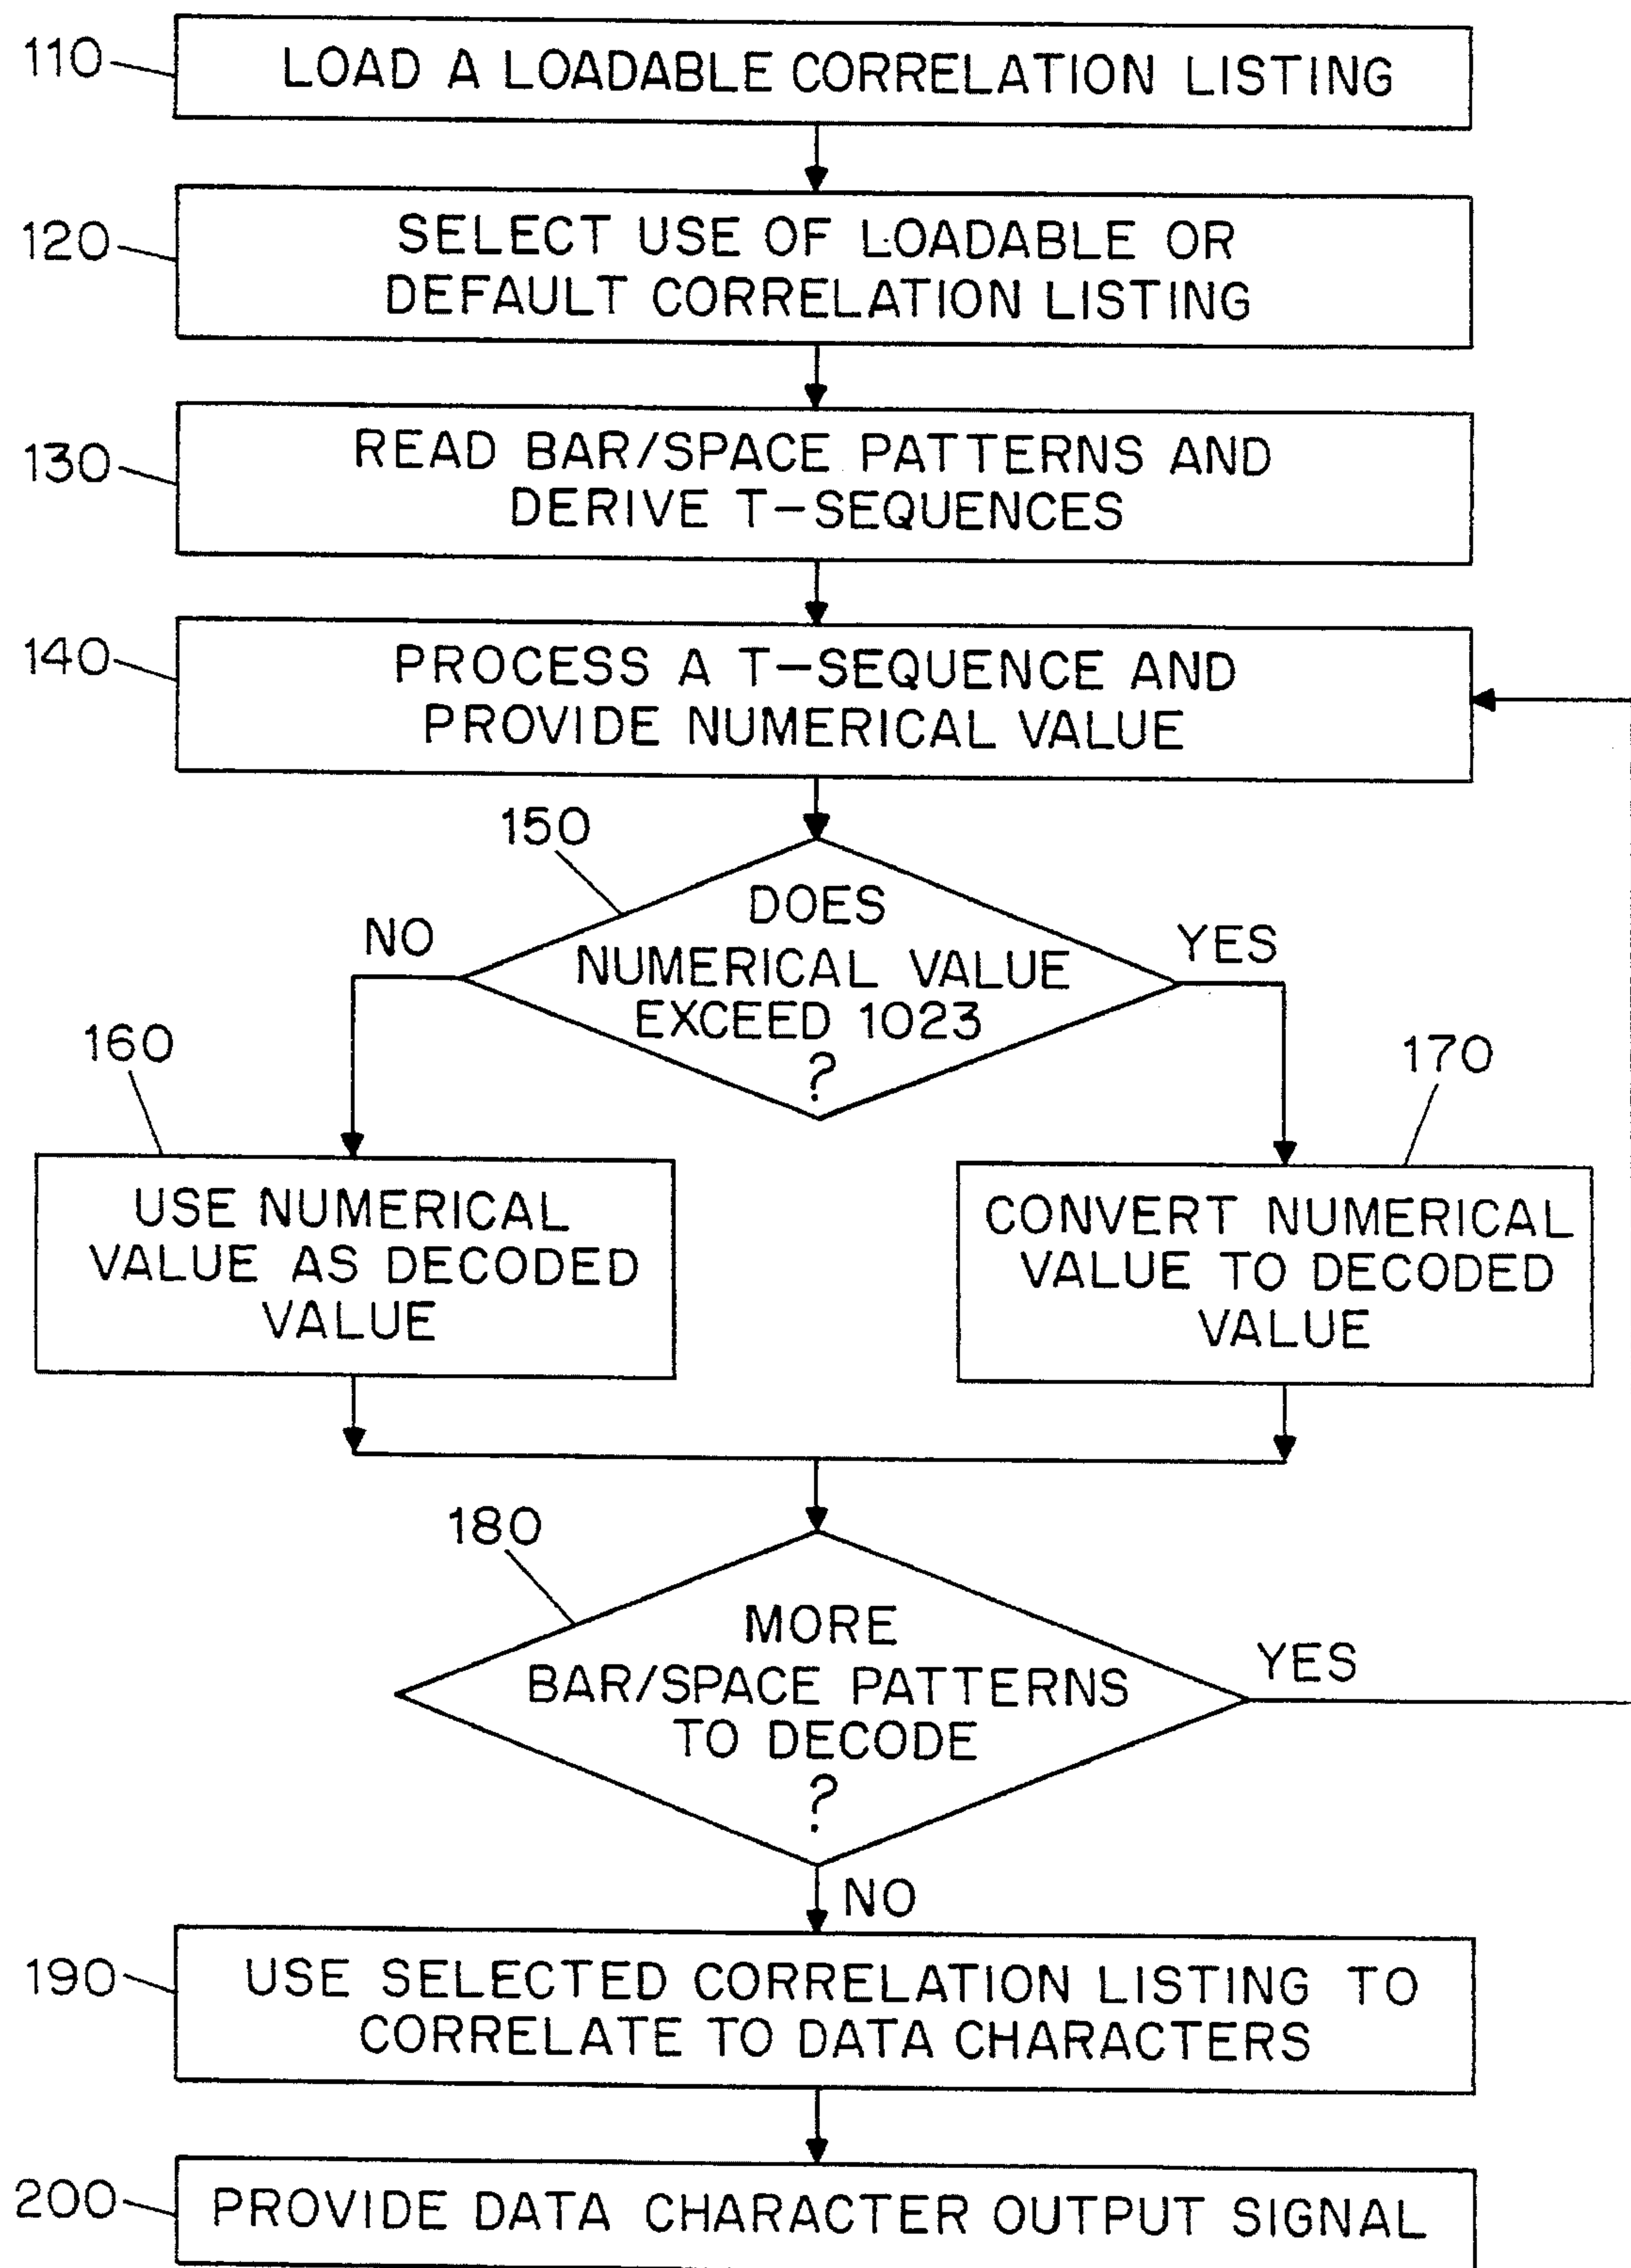 110
LOAD A LOADABLE CORRELATION LISTING
120
SELECT USE OF LOADABLE OR
DEFAULT CORRELATION LISTING
130
READ BAR/SPACE PATTERNS AND
DERIVE T-SEQUENCES
140
PROCESS A T-SEQUENCE AND
PROVIDE NUMERICAL VALUE
150
DOES
NUMERICAL VALUE
EXCEED 1023
?
NO
YES
160
USE NUMERICAL
VALUE AS DECODED
VALUE
170
CONVERT NUMERICAL
VALUE TO DECODED
VALUE
180
MORE
BAR/SPACE PATTERNS
TO DECODE
?
YES
NO
190
USE SELECTED CORRELATION LISTING TO
CORRELATE TO DATA CHARACTERS
200
PROVIDE DATA CHARACTER OUTPUT SIGNAL